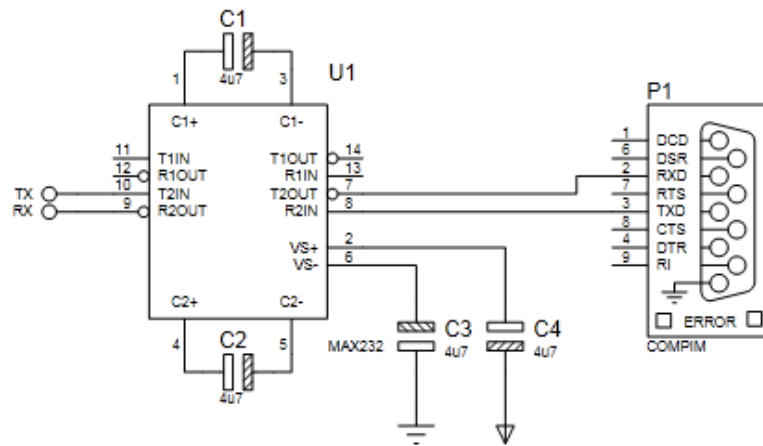 C1
1
4u7
3
U1
C1+
C1-
11
T1IN
T1OUT
14
12
R1OUT
R1IN
13
TX
10
T2IN
T2OUT
7
RX
9
R2OUT
R2IN
8
VS+
2
VS-
6
C2+
C2-
4
C2
4u7
5
MAX232
C3
4u7
C4
4u7
P1
1
DCD
6
DSR
2
RXD
7
RTS
3
TXD
8
CTS
4
DTR
9
RI
ERROR
COMPIM